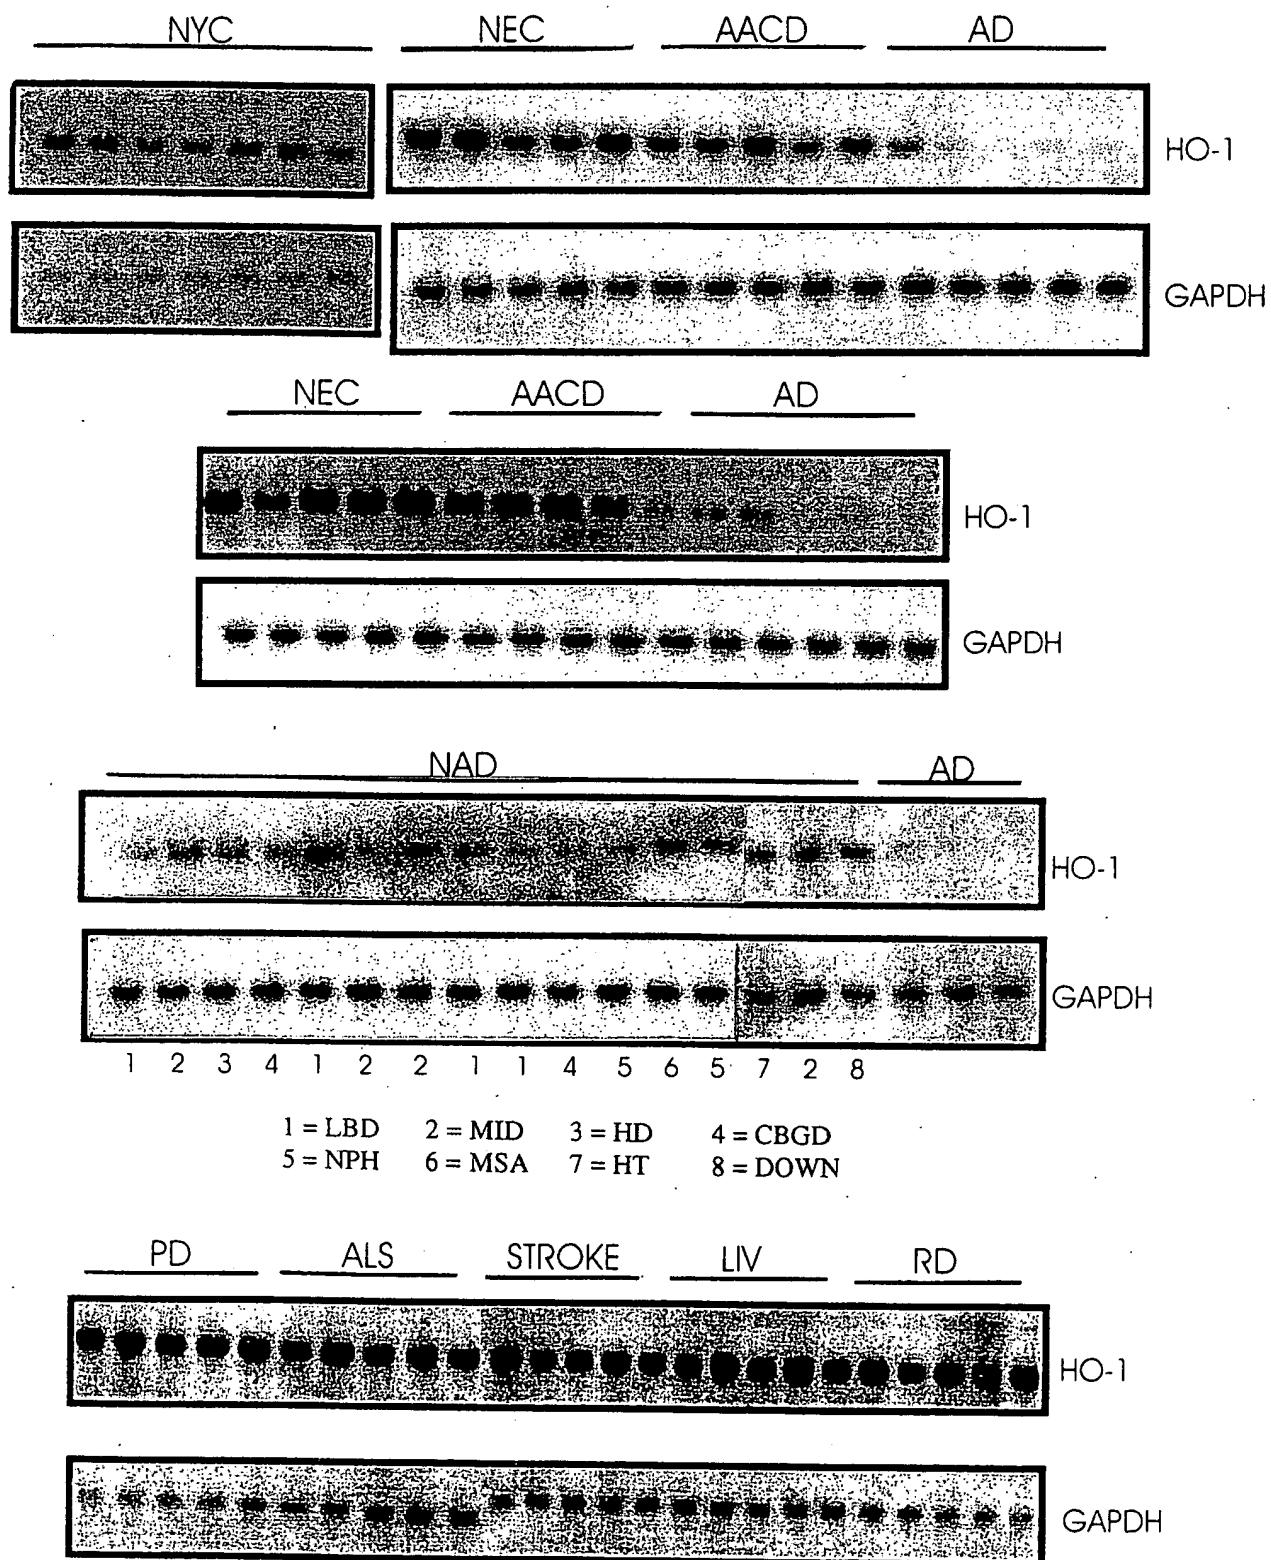 NYC NEC AACD AD
HO-1
GAPDH
NEC AACD AD
HO-1
GAPDH
NAD AD
HO-1
GAPDH
1 2 3 4 1 2 2 1 1 4 5 6 5 7 2 8
1 = LBD 2 = MID 3 = HD 4 = CBGD
5 = NPH 6 = MSA 7 = HT 8 = DOWN
PD ALS STROKE LIV RD
HO-1
GAPDH